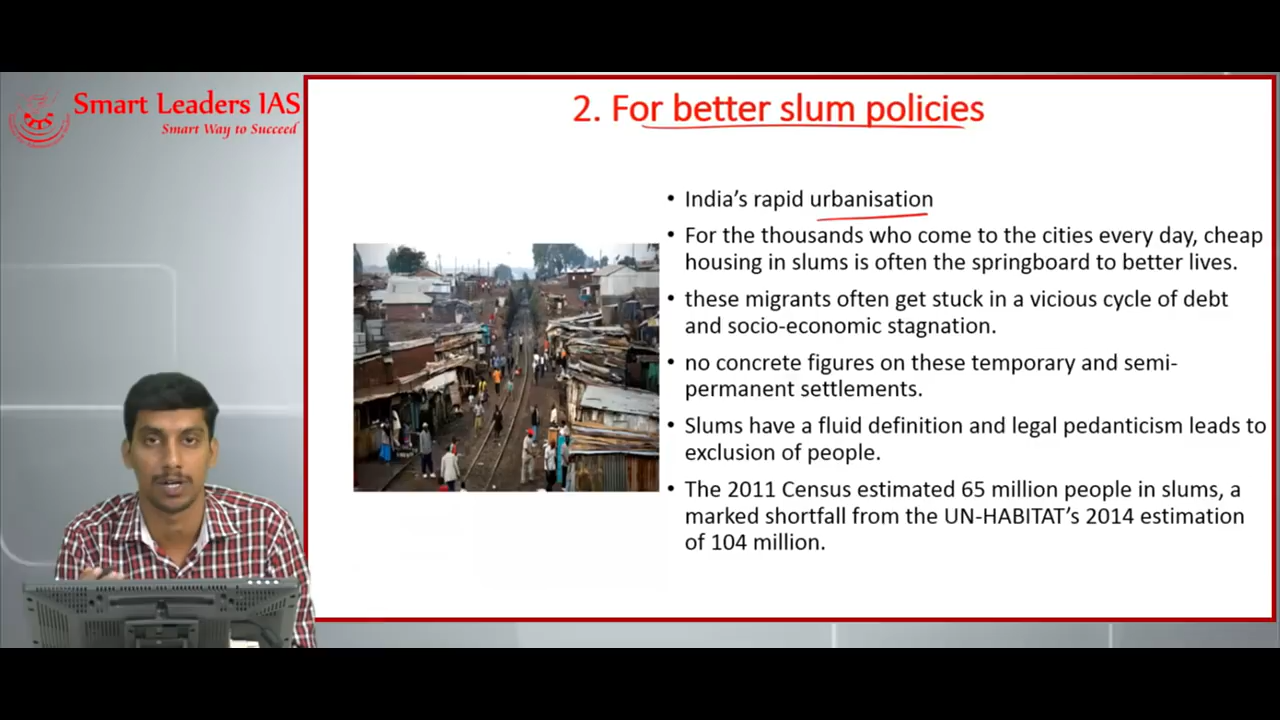 Smart Leaders IAS
Smart Way to Succeed
2. For better slum policies
• India's rapid urbanisation
• For the thousands who come to the cities every day, cheap
housing in slums is often the springboard to better lives.
• these migrants often get stuck in a vicious cycle of debt
and socio-economic stagnation.
• no concrete figures on these temporary and semi-
permanent settlements.
• Slums have a fluid definition and legal pedanticism leads to
exclusion of people.
• The 2011 Census estimated 65 million people in slums, a
marked shortfall from the UN-HABITAT's 2014 estimation
of 104 million.